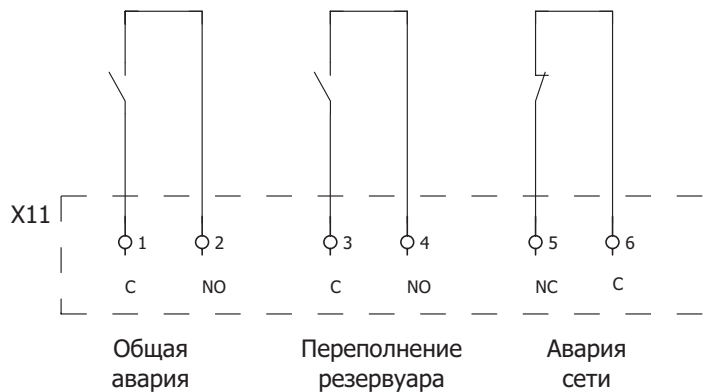 X11
1 2 3 4 5 6
C NO C NO NC C
Общая Переполнение Авария
авария резервуара сети